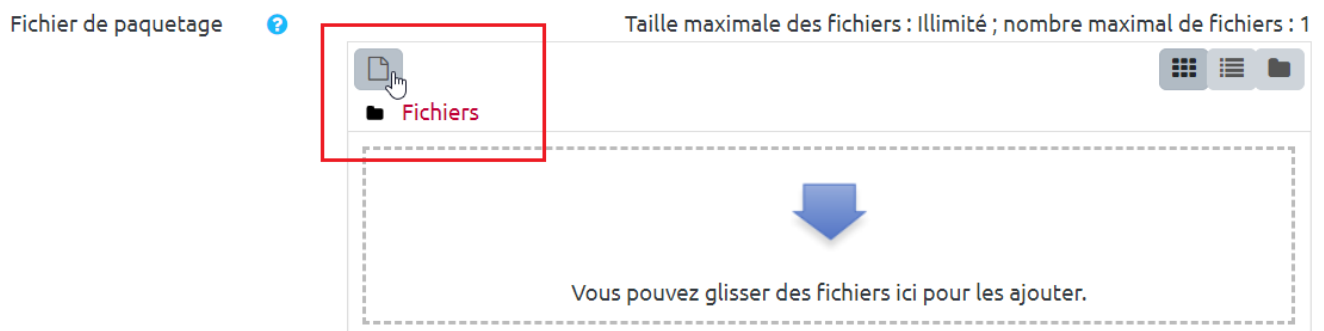 Fichier de paquetage
Taille maximale des fichiers : Illimité ; nombre maximal de fichiers : 1
Fichiers
Vous pouvez glisser des fichiers ici pour les ajouter.